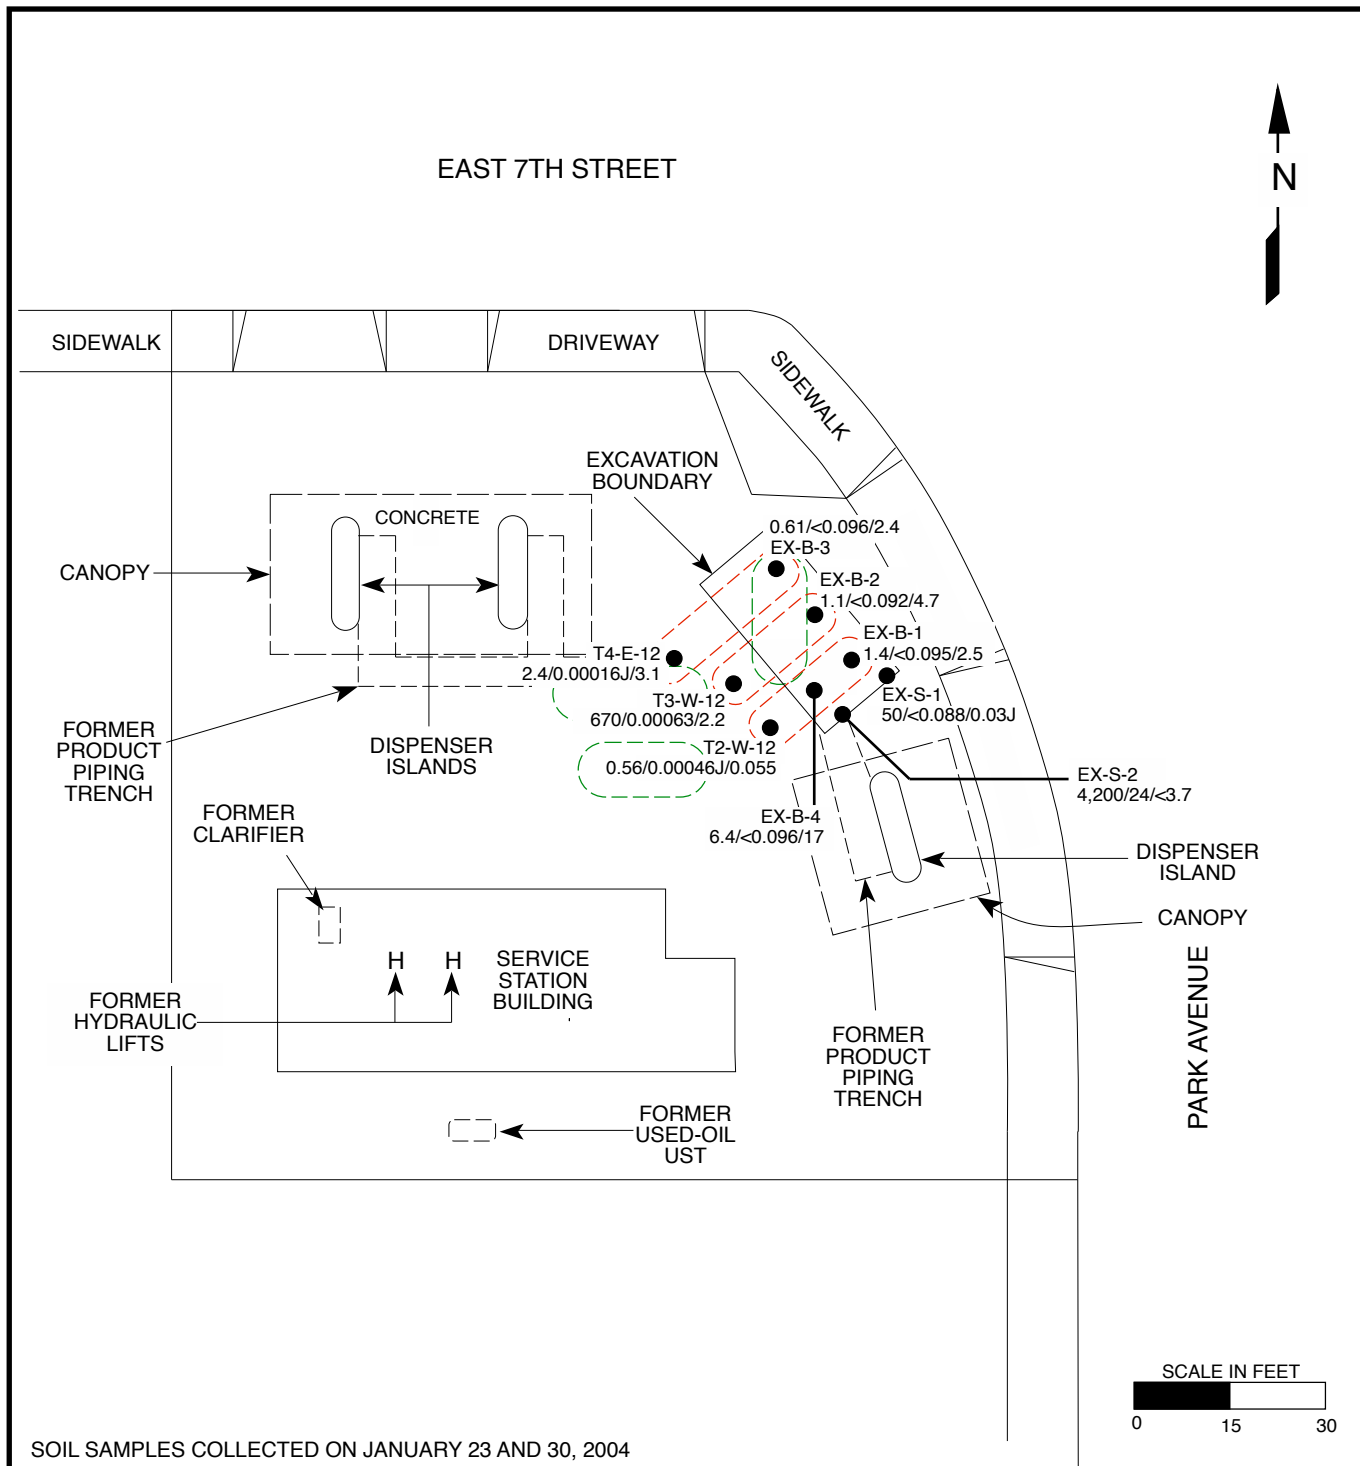 EAST 7TH STREET
N
SIDEWALK
DRIVEWAY
SIDEWALK
EXCAVATION
BOUNDARY
CONCRETE
CANOPY
0.61/<0.096/2.4
EX-B-3
EX-B-2
1.1/<0.092/4.7
EX-B-1
1.4/<0.095/2.5
T4-E-12
2.4/0.00016J/3.1
T3-W-12
670/0.00063/2.2
EX-S-1
50/<0.088/0.03J
T2-W-12
0.56/0.00046J/0.055
FORMER
PRODUCT
PIPING
TRENCH
DISPENSER
ISLANDS
EX-S-2
4,200/24/<3.7
FORMER
CLARIFIER
EX-B-4
6.4/<0.096/17
DISPENSER
ISLAND
CANOPY
H H
SERVICE
STATION
BUILDING
FORMER
HYDRAULIC
LIFTS
FORMER
PRODUCT
PIPING
TRENCH
PARK AVENUE
FORMER
USED-OIL
UST
SCALE IN FEET
0 15 30
SOIL SAMPLES COLLECTED ON JANUARY 23 AND 30, 2004